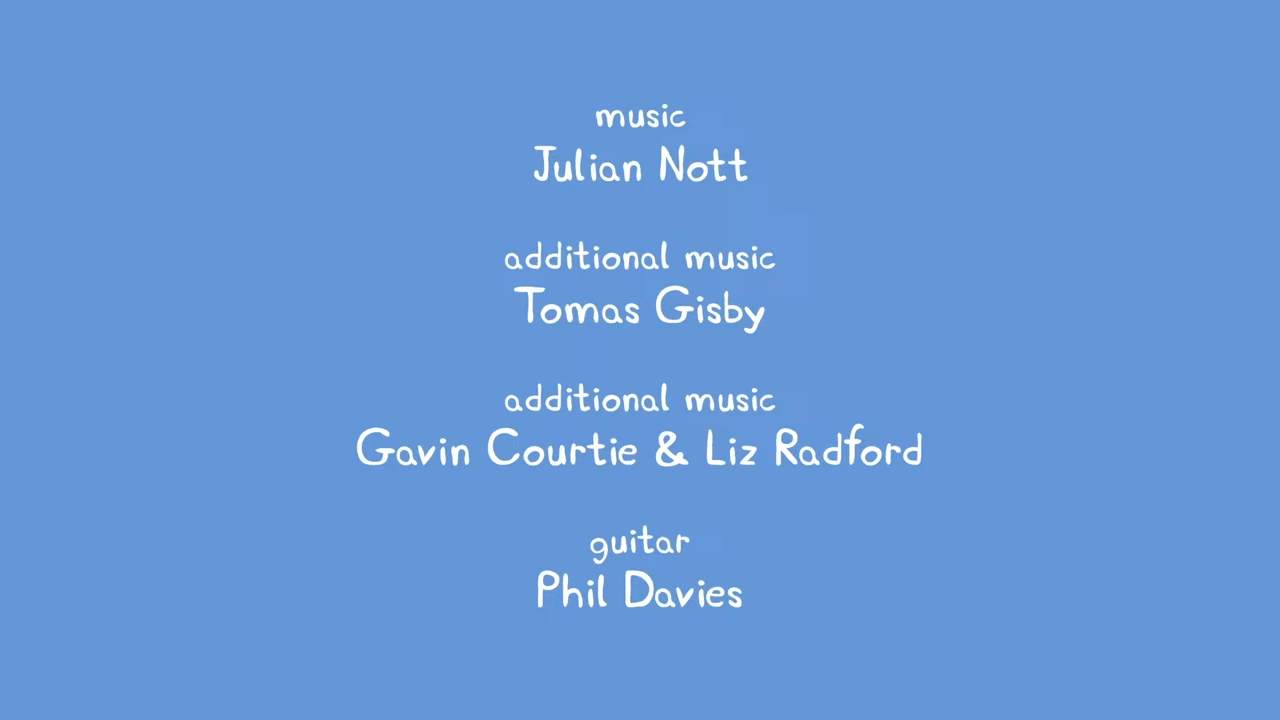 music
Julian Nott
additional music
Tomas Gisby
additional music
Gavin Courtie & Liz Radford
guitar
Phil Davies